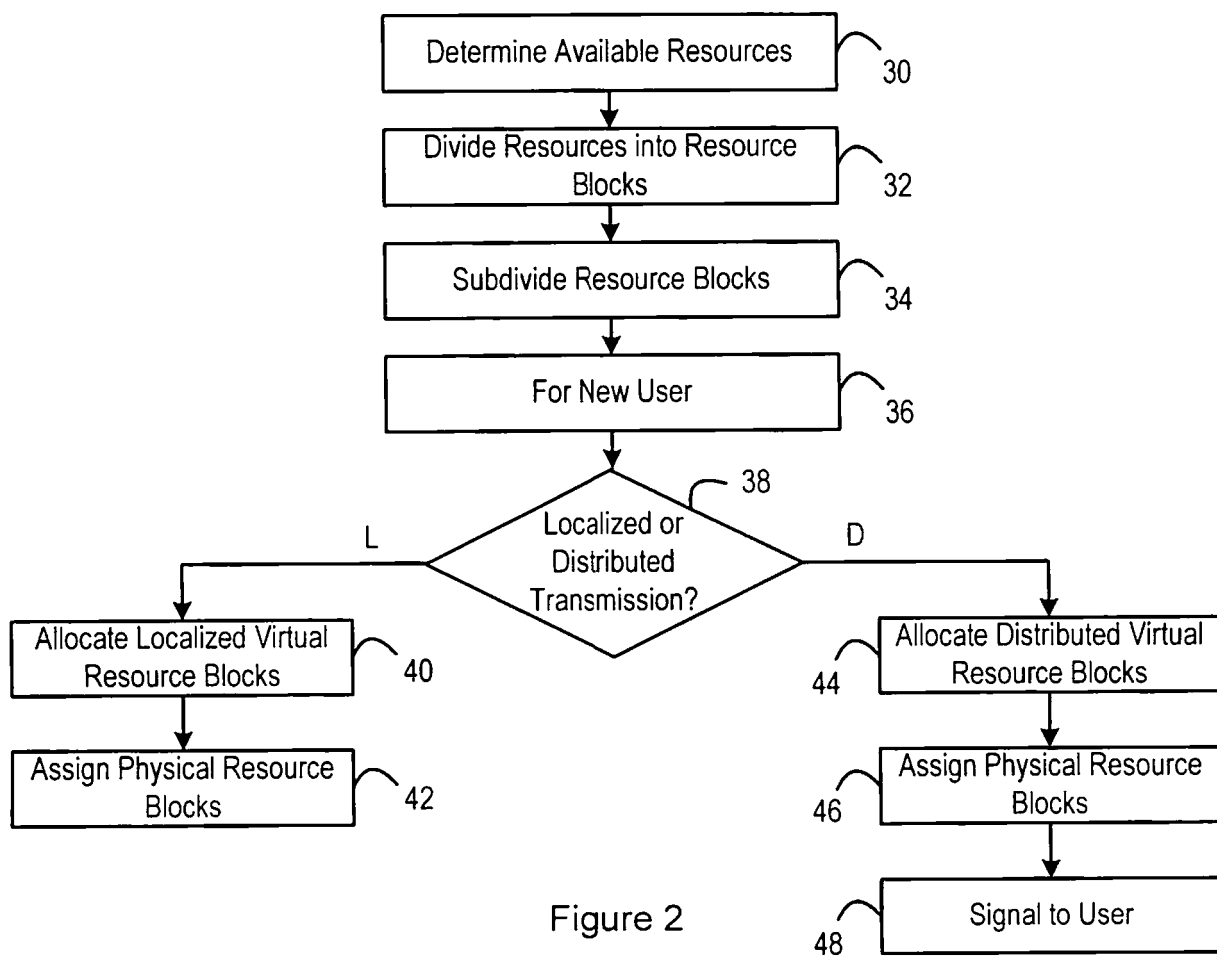 Determine Available Resources
30
Divide Resources into Resource
Blocks
32
Subdivide Resource Blocks
34
For New User
36
38
Localized or
Distributed
Transmission?
L
D
Allocate Localized Virtual
Resource Blocks
40
Assign Physical Resource
Blocks
42
Allocate Distributed Virtual
Resource Blocks
44
Assign Physical Resource
Blocks
46
Signal to User
48
Figure 2